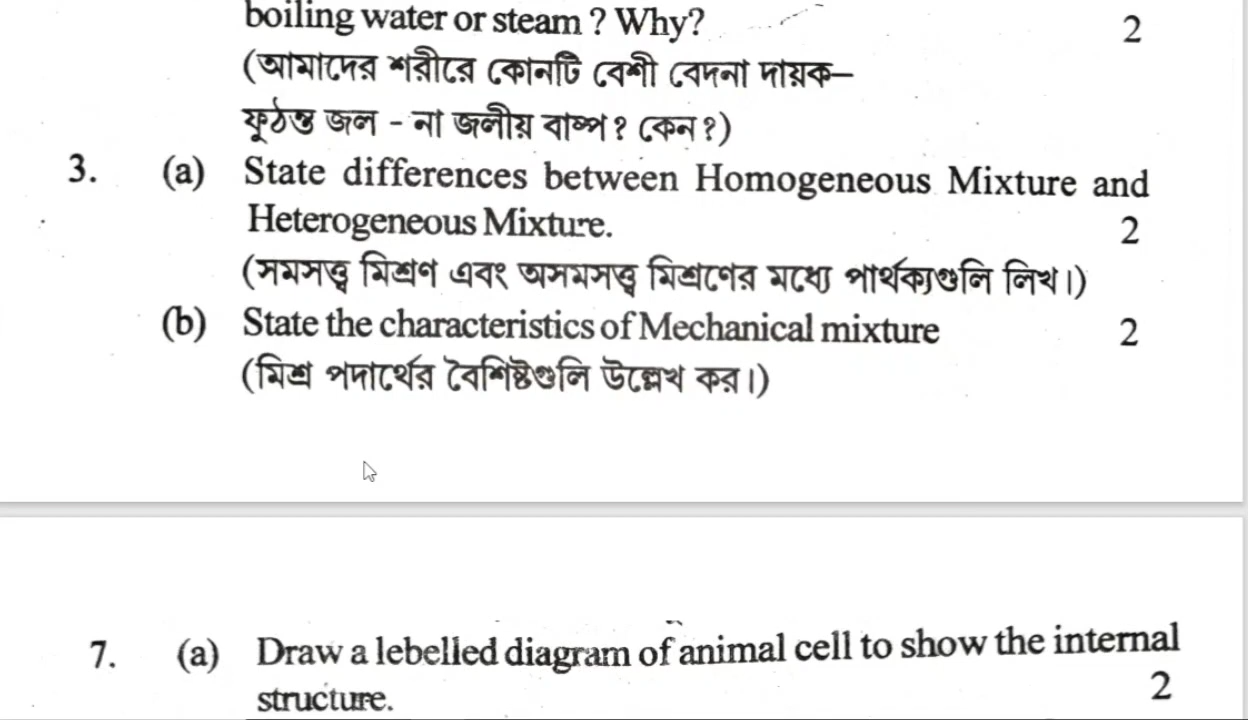 boiling water or steam ? Why? 2
(আমাদের শরীরে কোনটি বেশী বেদনা দায়ক—
ফুঠন্ত জল - না জলীয় বাষ্প? কেন?)
3. (a) State differences between Homogeneous Mixture and
Heterogeneous Mixture. 2
(সমসত্ত্ব মিশ্রণ এবং অসমসত্ত্ব মিশ্রণের মধ্যে পার্থক্যগুলি লিখ।)
(b) State the characteristics of Mechanical mixture 2
(মিশ্র পদার্থের বৈশিষ্টগুলি উল্লেখ কর।)
7. (a) Draw a lebelled diagram of animal cell to show the internal
structure. 2